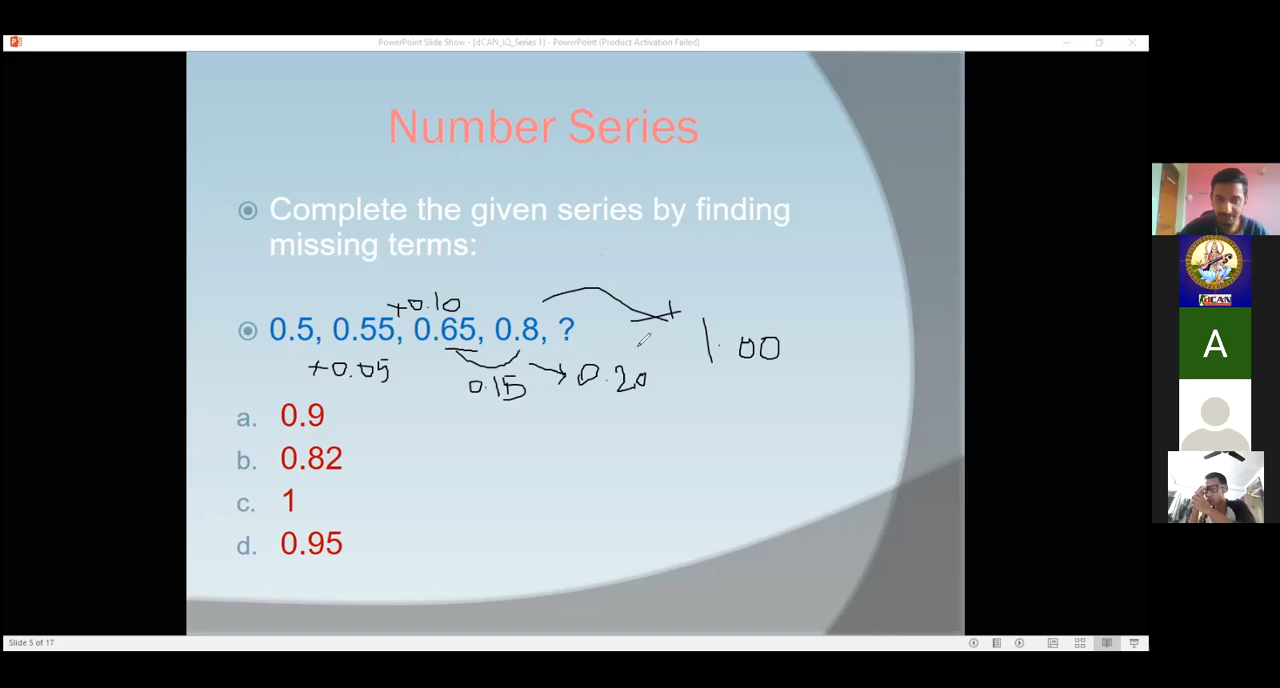 PowerPoint Slide Show - [dCAN_IQ_Series 1] - PowerPoint (Product Activation Failed)
Number Series
Complete the given series by finding
missing terms:
+0.10
0.5, 0.55, 0.65, 0.8, ?
1.00
+0.05
0.15
0.20
a. 0.9
b. 0.82
c. 1
d. 0.95
dCAN
A
Slide 5 of 17